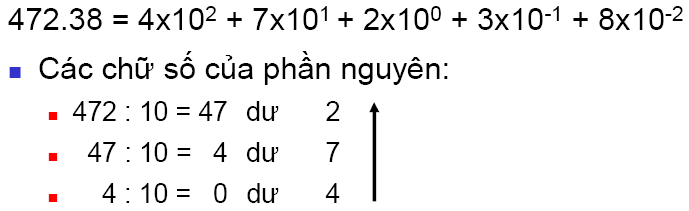 472.38 = 4x10² + 7x10¹ + 2x10⁰ + 3x10⁻¹ + 8x10⁻²
Các chữ số của phần nguyên:
472 : 10 = 47 dư 2
47 : 10 = 4 dư 7
4 : 10 = 0 dư 4